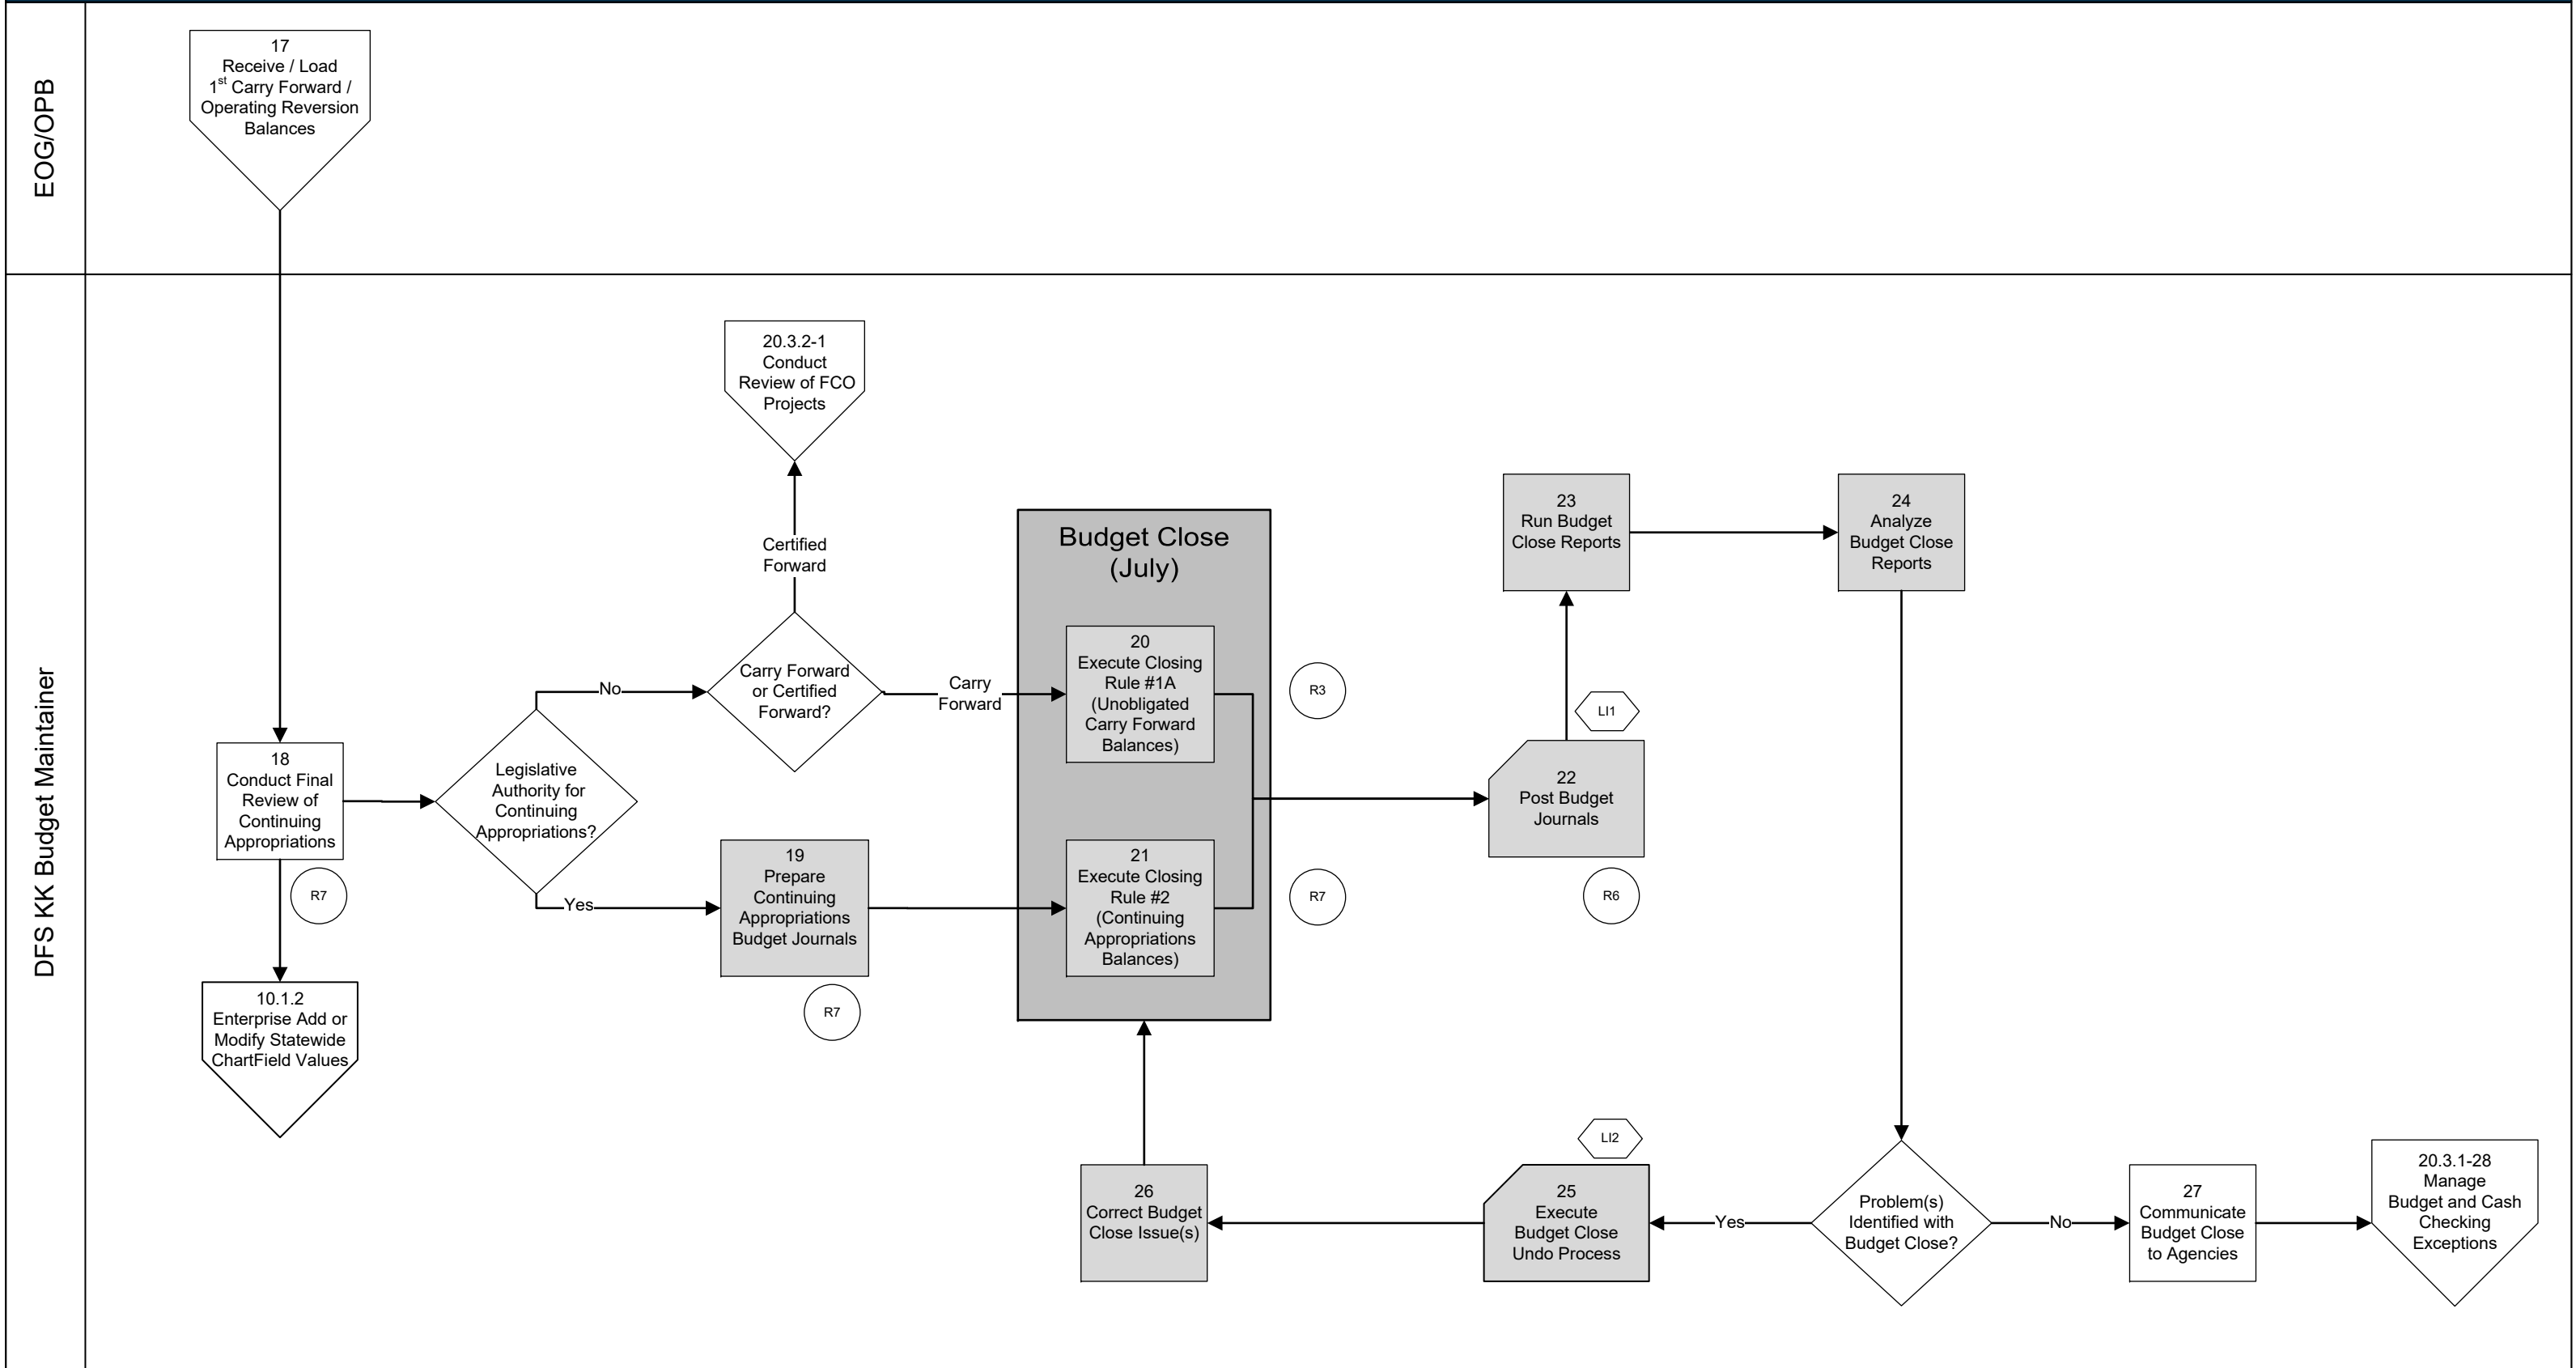 EOG/OPB
17
Receive / Load
1st Carry Forward /
Operating Reversion
Balances
DFS KK Budget Maintainer
18
Conduct Final
Review of
Continuing
Appropriations
R7
10.1.2
Enterprise Add or
Modify Statewide
ChartField Values
Legislative
Authority for
Continuing
Appropriations?
No
Yes
Carry Forward
or Certified
Forward?
Certified
Forward
20.3.2-1
Conduct
Review of FCO
Projects
Carry
Forward
19
Prepare
Continuing
Appropriations
Budget Journals
R7
Budget Close
(July)
20
Execute Closing
Rule #1A
(Unobligated
Carry Forward
Balances)
R3
21
Execute Closing
Rule #2
(Continuing
Appropriations
Balances)
R7
22
Post Budget
Journals
LI1
R6
23
Run Budget
Close Reports
24
Analyze
Budget Close
Reports
Problem(s)
Identified with
Budget Close?
Yes
LI2
25
Execute
Budget Close
Undo Process
26
Correct Budget
Close Issue(s)
No
27
Communicate
Budget Close
to Agencies
20.3.1-28
Manage
Budget and Cash
Checking
Exceptions